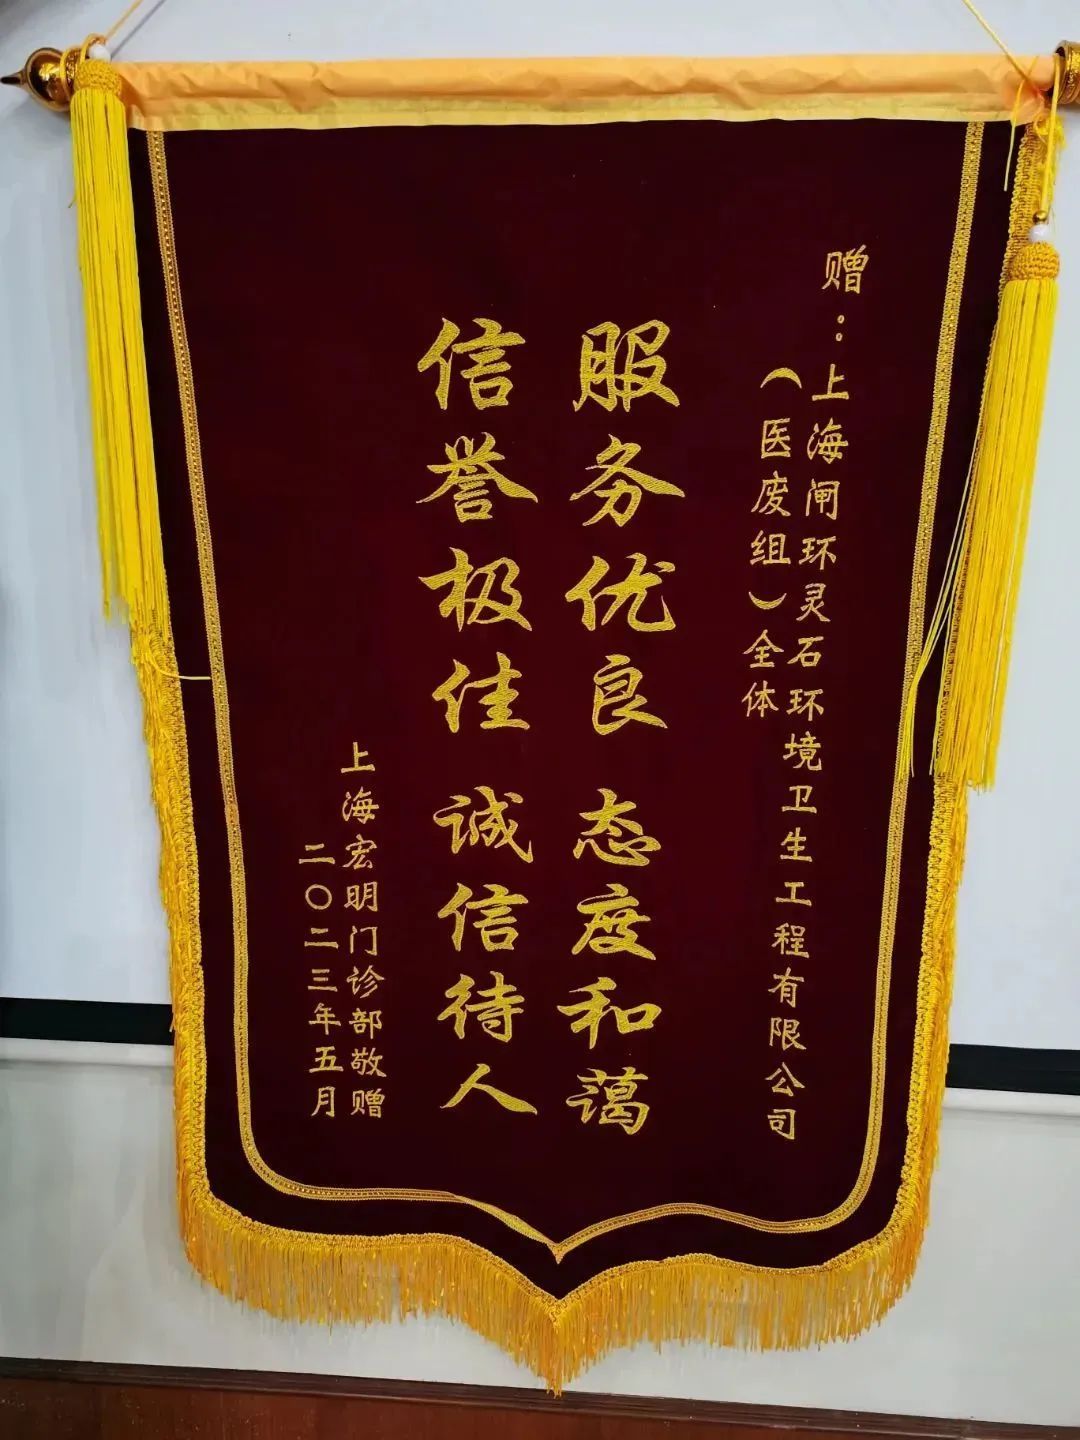 赠：上海闸环灵石环境卫生工程有限公司
（医废组）全体
服务优良 态度和蔼
信誉极佳 诚信待人
上海宏明门诊部敬赠
二〇二三年五月